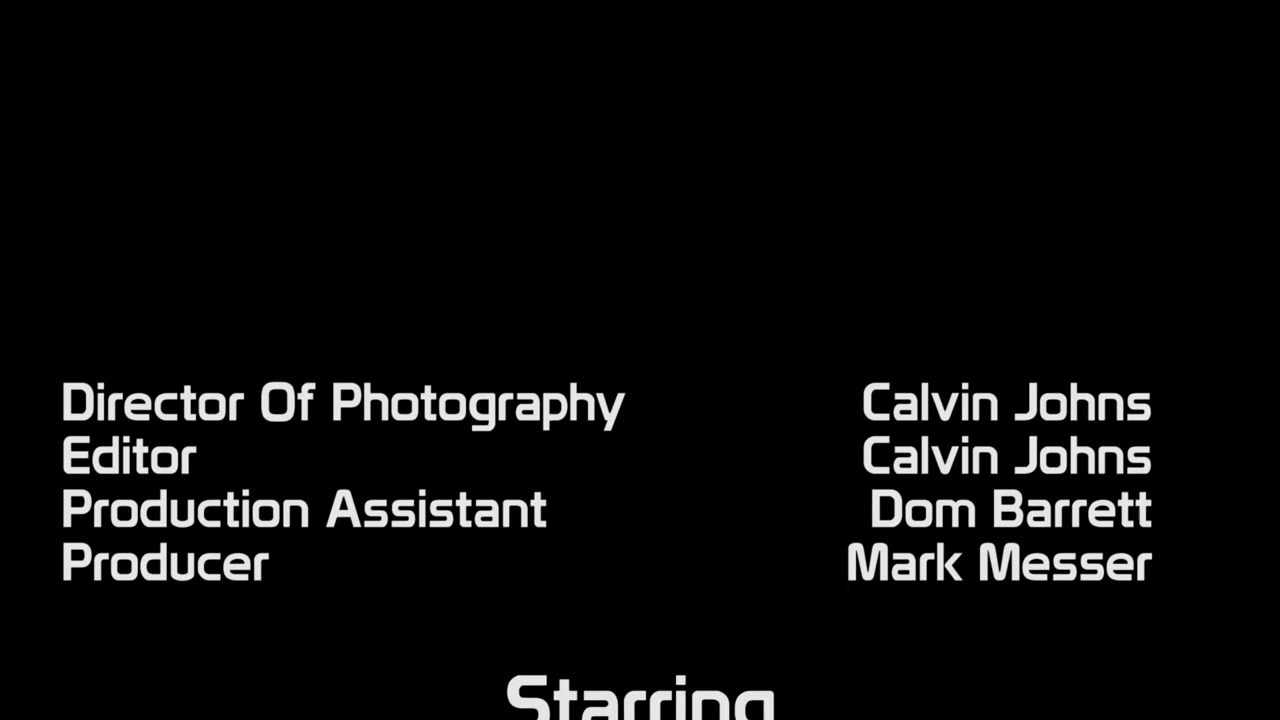 Director Of Photography Calvin Johns
Editor Calvin Johns
Production Assistant Dom Barrett
Producer Mark Messer
Starring